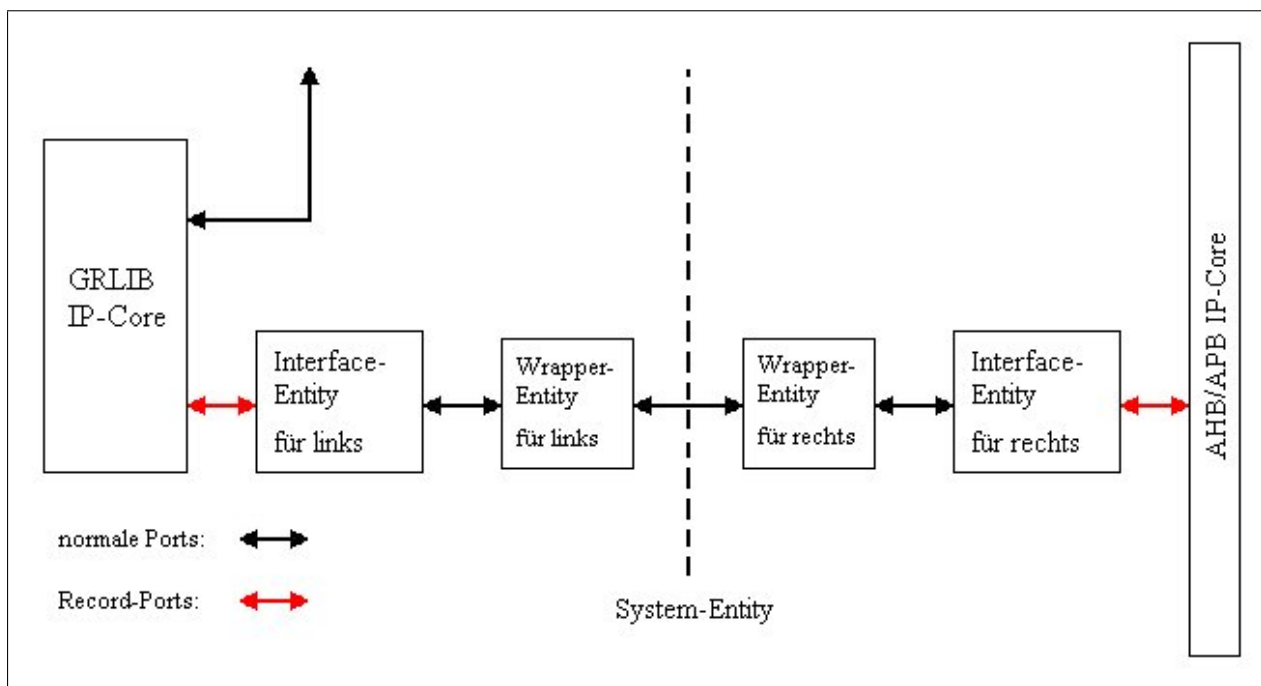 GRLIB
IP-Core
Interface-
Entity
für links
Wrapper-
Entity
für links
Wrapper-
Entity
für rechts
Interface-
Entity
für rechts
AHB/APB IP-Core
normale Ports:
Record-Ports:
System-Entity